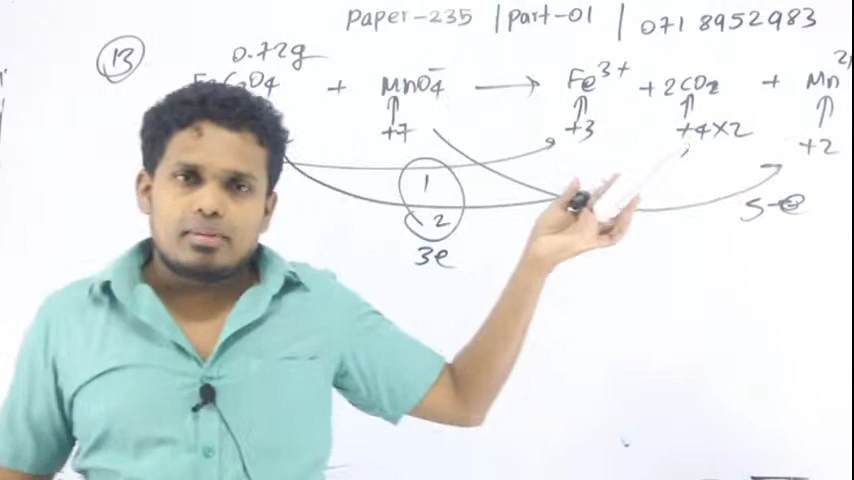 Paper-235 | Part-01 | 071 8952983
13 0.72g
+ MnO4⁻ ⟶ Fe³⁺ + 2CO2 + Mn²
+7 +3 +4×2 +2
1
2 5e
3e